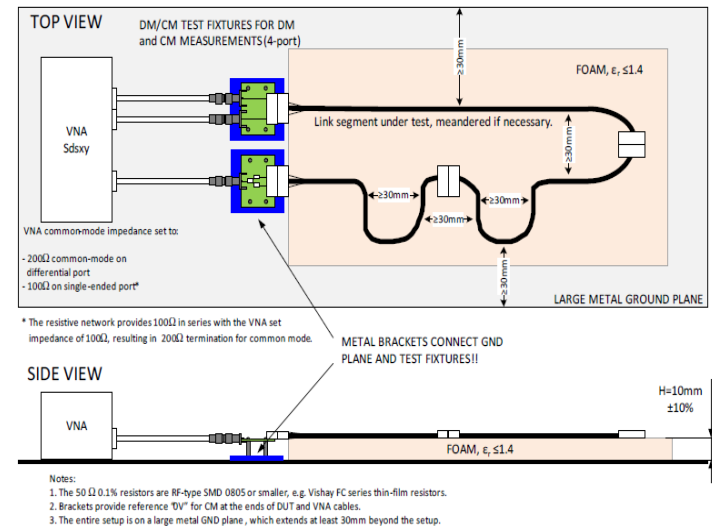 TOP VIEW
DM/CM TEST FIXTURES FOR DM
and CM MEASUREMENTS (4-port)
≥30mm
FOAM, εr ≤1.4
VNA
Sdsxy
Link segment under test, meandered if necessary.
≥30mm
≥30mm
≥30mm
≥30mm
≥30mm
VNA common-mode impedance set to:
- 200Ω common-mode on
differential port
- 100Ω on single-ended port*
LARGE METAL GROUND PLANE
* The resistive network provides 100Ω in series with the VNA set
impedance of 100Ω, resulting in 200Ω termination for common mode.
METAL BRACKETS CONNECT GND
PLANE AND TEST FIXTURES!!
SIDE VIEW
H=10mm
±10%
VNA
FOAM, εr ≤1.4
Notes:
1. The 50 Ω 0.1% resistors are RF-type SMD 0805 or smaller, e.g. Vishay FC series thin-film resistors.
2. Brackets provide reference "0V" for CM at the ends of DUT and VNA cables.
3. The entire setup is on a large metal GND plane , which extends at least 30mm beyond the setup.